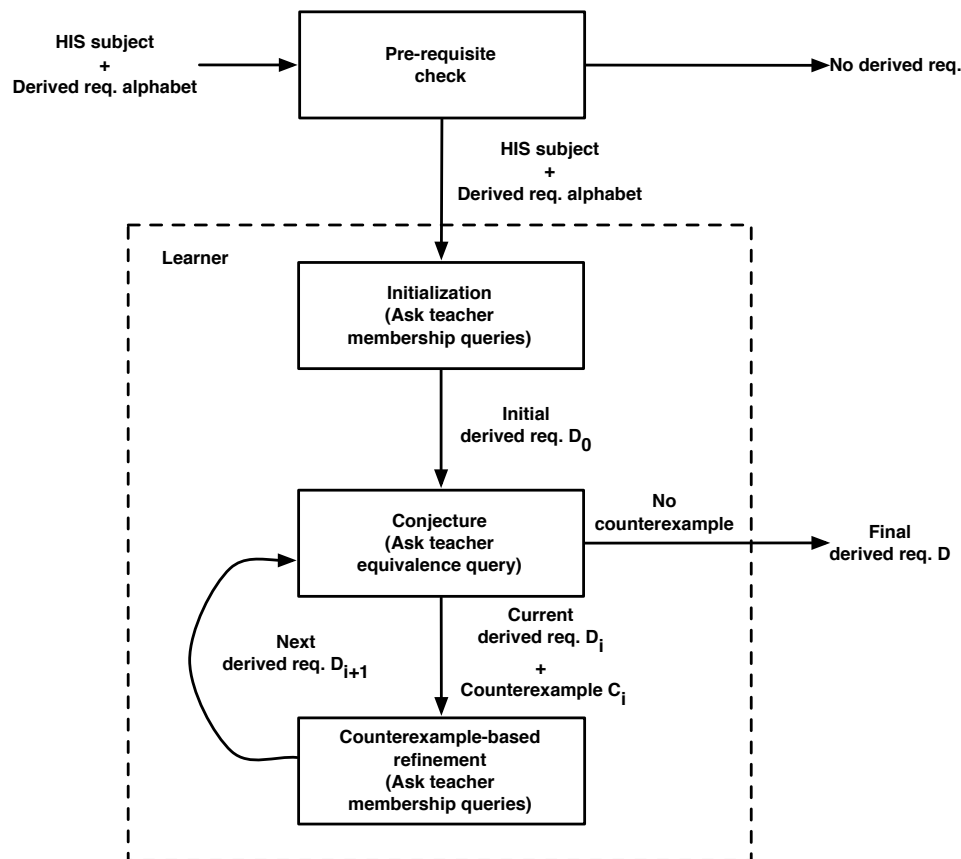 HIS subject
+
Derived req. alphabet
Pre-requisite
check
No derived req.
HIS subject
+
Derived req. alphabet
Learner
Initialization
(Ask teacher
membership queries)
Initial
derived req. D0
Conjecture
(Ask teacher
equivalence query)
No
counterexample
Final
derived req. D
Current
derived req. Di
+
Counterexample Ci
Next
derived req. Di+1
Counterexample-based
refinement
(Ask teacher
membership queries)